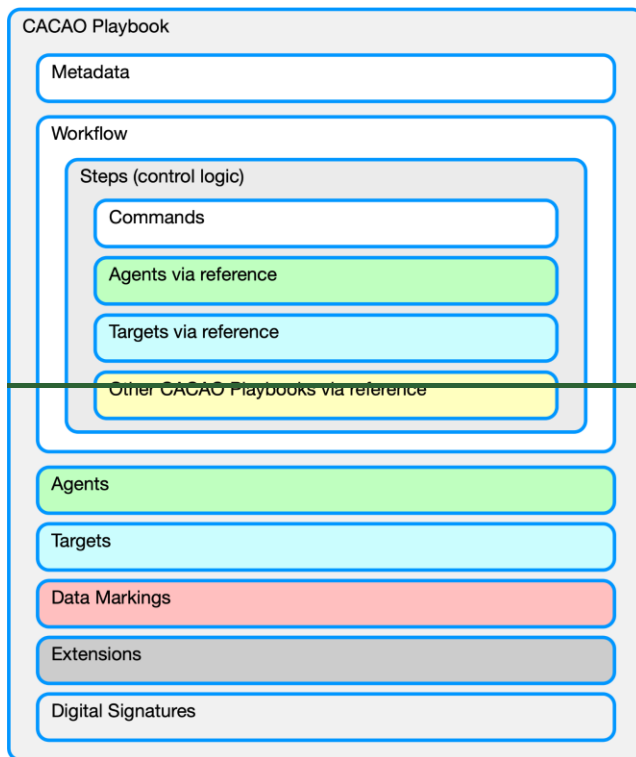 CACAO Playbook
Metadata
Workflow
Steps (control logic)
Commands
Agents via reference
Targets via reference
Other CACAO Playbooks via reference
Agents
Targets
Data Markings
Extensions
Digital Signatures